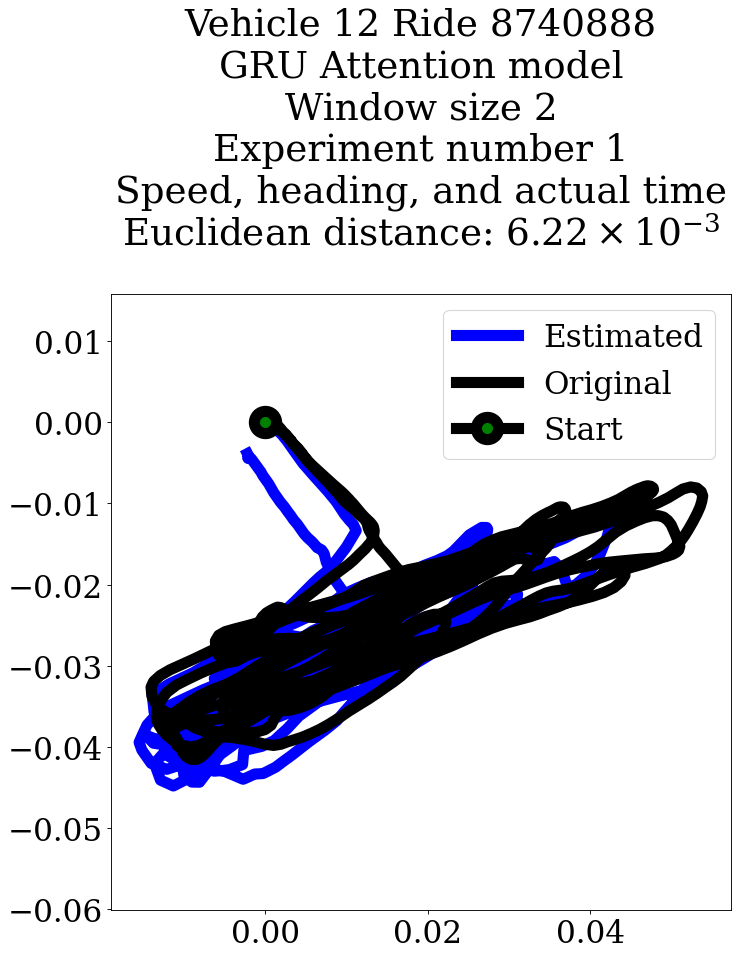 Vehicle 12 Ride 8740888
GRU Attention model
Window size 2
Experiment number 1
Speed, heading, and actual time
Euclidean distance: 6.22 × 10⁻³
Estimated
Original
Start
0.01
0.00
−0.01
−0.02
−0.03
−0.04
−0.05
−0.06
0.00 0.02 0.04